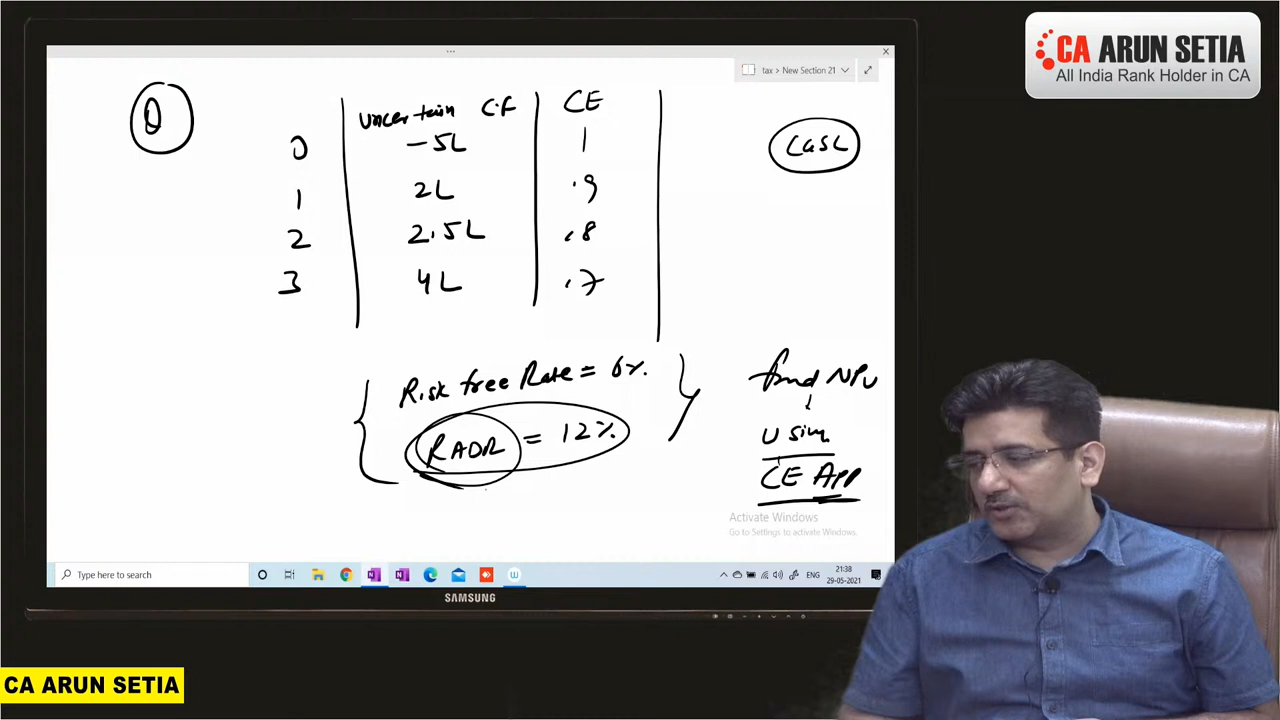 CA ARUN SETIA
All India Rank Holder in CA
tax > New Section 21
Q
Uncertain C.F CE
0 -5L 1
1 2L .9
2 2.5L .8
3 4L .7
Risk free Rate = 6%
RADR = 12%
find NPV
using
CE App
Activate Windows
Go to Settings to activate Windows.
Type here to search
ENG
21:38
29-05-2021
SAMSUNG
CA ARUN SETIA